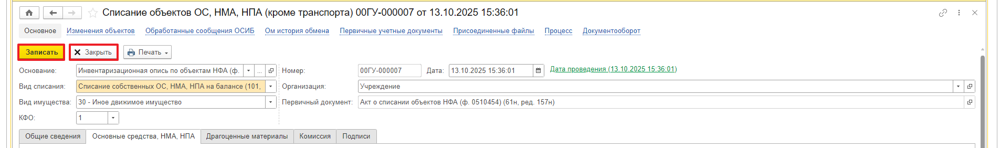 Списание объектов ОС, НМА, НПА (кроме транспорта) 00ГУ-000007 от 13.10.2025 15:36:01
Основное Изменения объектов Обработанные сообщения ОСИБ Ом история обмена Первичные учетные документы Присоединенные файлы Процесс Документооборот
Записать Закрыть Печать
Основание: Инвентаризационная опись по объектам НФА (ф. ... Номер: 00ГУ-000007 Дата: 13.10.2025 15:36:01 Дата проведения (13.10.2025 15:36:01)
Вид списания: Списание собственных ОС, НМА, НПА на балансе (101, Организация: Учреждение
Вид имущества: 30 - Иное движимое имущество Первичный документ: Акт о списании объектов НФА (ф. 0510454) (61н, ред. 157н)
КФО: 1
Общие сведения Основные средства, НМА, НПА Драгоценные материалы Комиссия Подписи